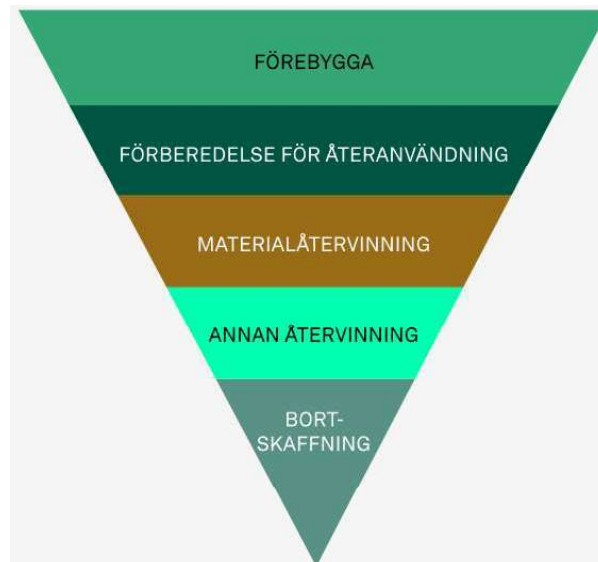 FÖREBYGGA
FÖRBEREDELSE FÖR ÅTERANVÄNDNING
MATERIALÅTERVINNING
ANNAN ÅTERVINNING
BORT-
SKAFFNING